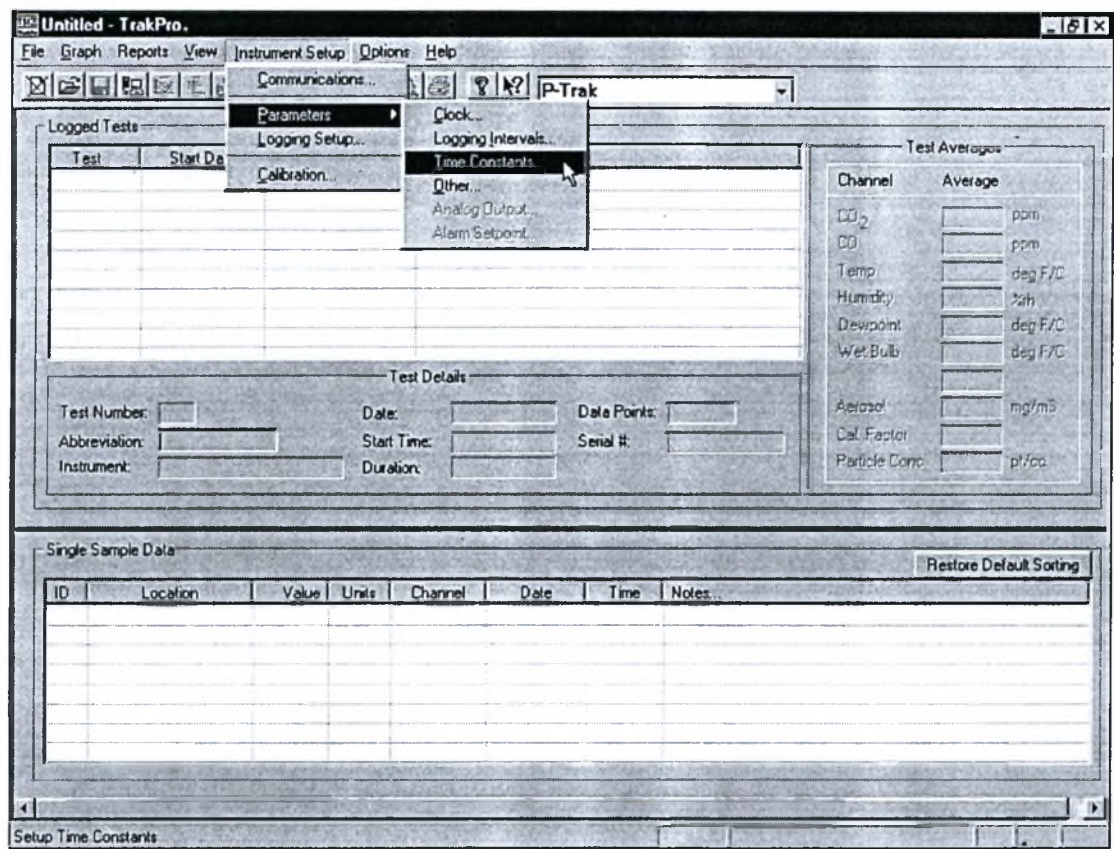 Untitled - TrakPro.
File Graph Reports View Instrument Setup Options Help
P-Trak
Communications...
Parameters
Logging Setup...
Calibration...
Clock...
Logging Intervals...
Time Constants...
Other...
Analog Output...
Alarm Setpoint...
Logged Tests
Test Start Da
Test Averages
Channel Average
CO2 ppm
CO ppm
Temp deg F/C
Humidity %rh
Dewpoint deg F/C
Wet Bulb deg F/C
Aerosol mg/m3
Cal. Factor
Particle Conc. pt/cc
Test Details
Test Number: Date: Data Points:
Abbreviation: Start Time: Serial #:
Instrument: Duration:
Single Sample Data
Restore Default Sorting
ID Location Value Units Channel Date Time Notes...
Setup Time Constants